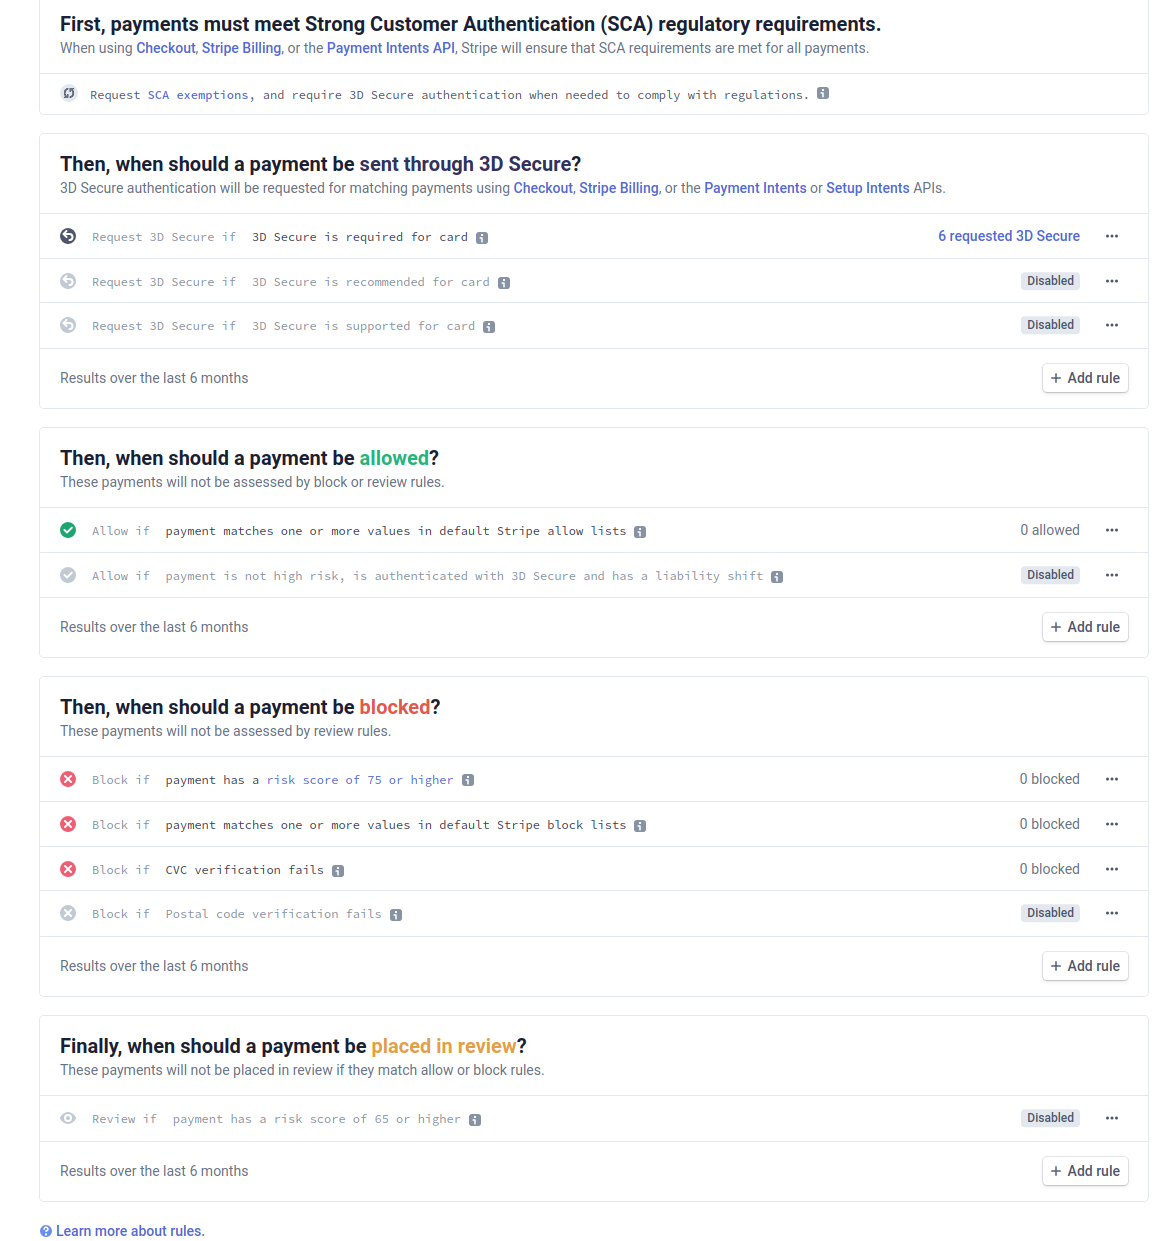 First, payments must meet Strong Customer Authentication (SCA) regulatory requirements.
When using Checkout, Stripe Billing, or the Payment Intents API, Stripe will ensure that SCA requirements are met for all payments.
Request SCA exemptions, and require 3D Secure authentication when needed to comply with regulations.
Then, when should a payment be sent through 3D Secure?
3D Secure authentication will be requested for matching payments using Checkout, Stripe Billing, or the Payment Intents or Setup Intents APIs.
Request 3D Secure if 3D Secure is required for card 6 requested 3D Secure
Request 3D Secure if 3D Secure is recommended for card Disabled
Request 3D Secure if 3D Secure is supported for card Disabled
Results over the last 6 months + Add rule
Then, when should a payment be allowed?
These payments will not be assessed by block or review rules.
Allow if payment matches one or more values in default Stripe allow lists 0 allowed
Allow if payment is not high risk, is authenticated with 3D Secure and has a liability shift Disabled
Results over the last 6 months + Add rule
Then, when should a payment be blocked?
These payments will not be assessed by review rules.
Block if payment has a risk score of 75 or higher 0 blocked
Block if payment matches one or more values in default Stripe block lists 0 blocked
Block if CVC verification fails 0 blocked
Block if Postal code verification fails Disabled
Results over the last 6 months + Add rule
Finally, when should a payment be placed in review?
These payments will not be placed in review if they match allow or block rules.
Review if payment has a risk score of 65 or higher Disabled
Results over the last 6 months + Add rule
Learn more about rules.